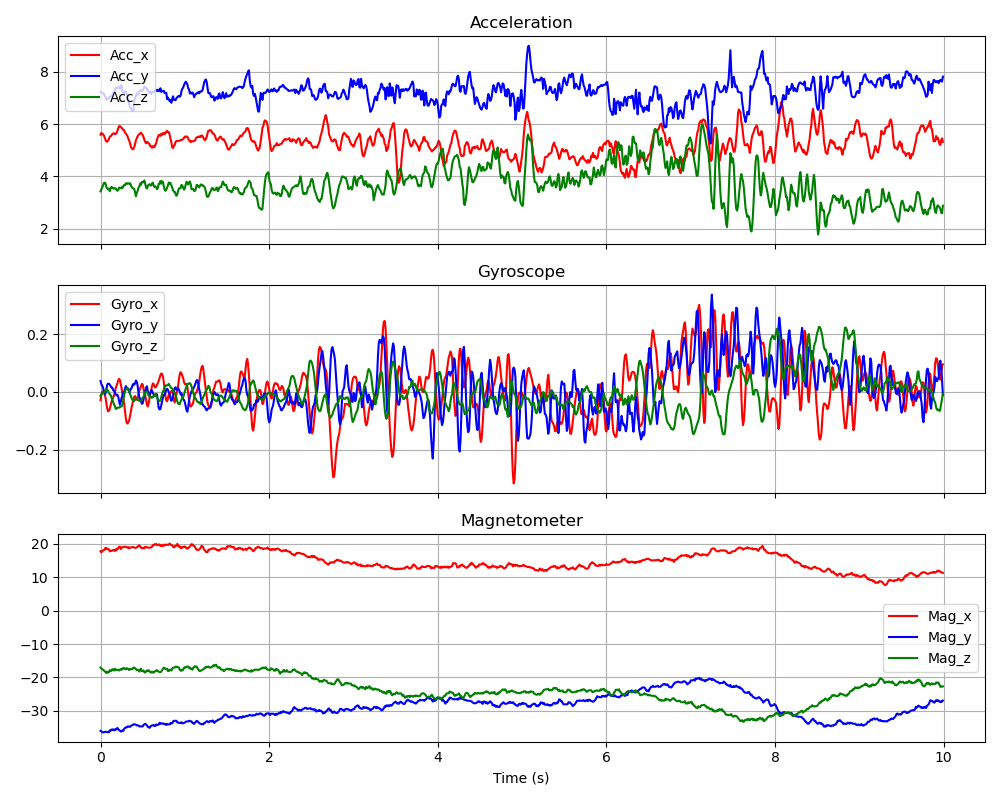 Acceleration
Acc_x
Acc_y
Acc_z
8
6
4
2
Gyroscope
Gyro_x
Gyro_y
Gyro_z
0.2
0.0
−0.2
Magnetometer
20
10
0
−10
−20
−30
Mag_x
Mag_y
Mag_z
0 2 4 6 8 10
Time (s)